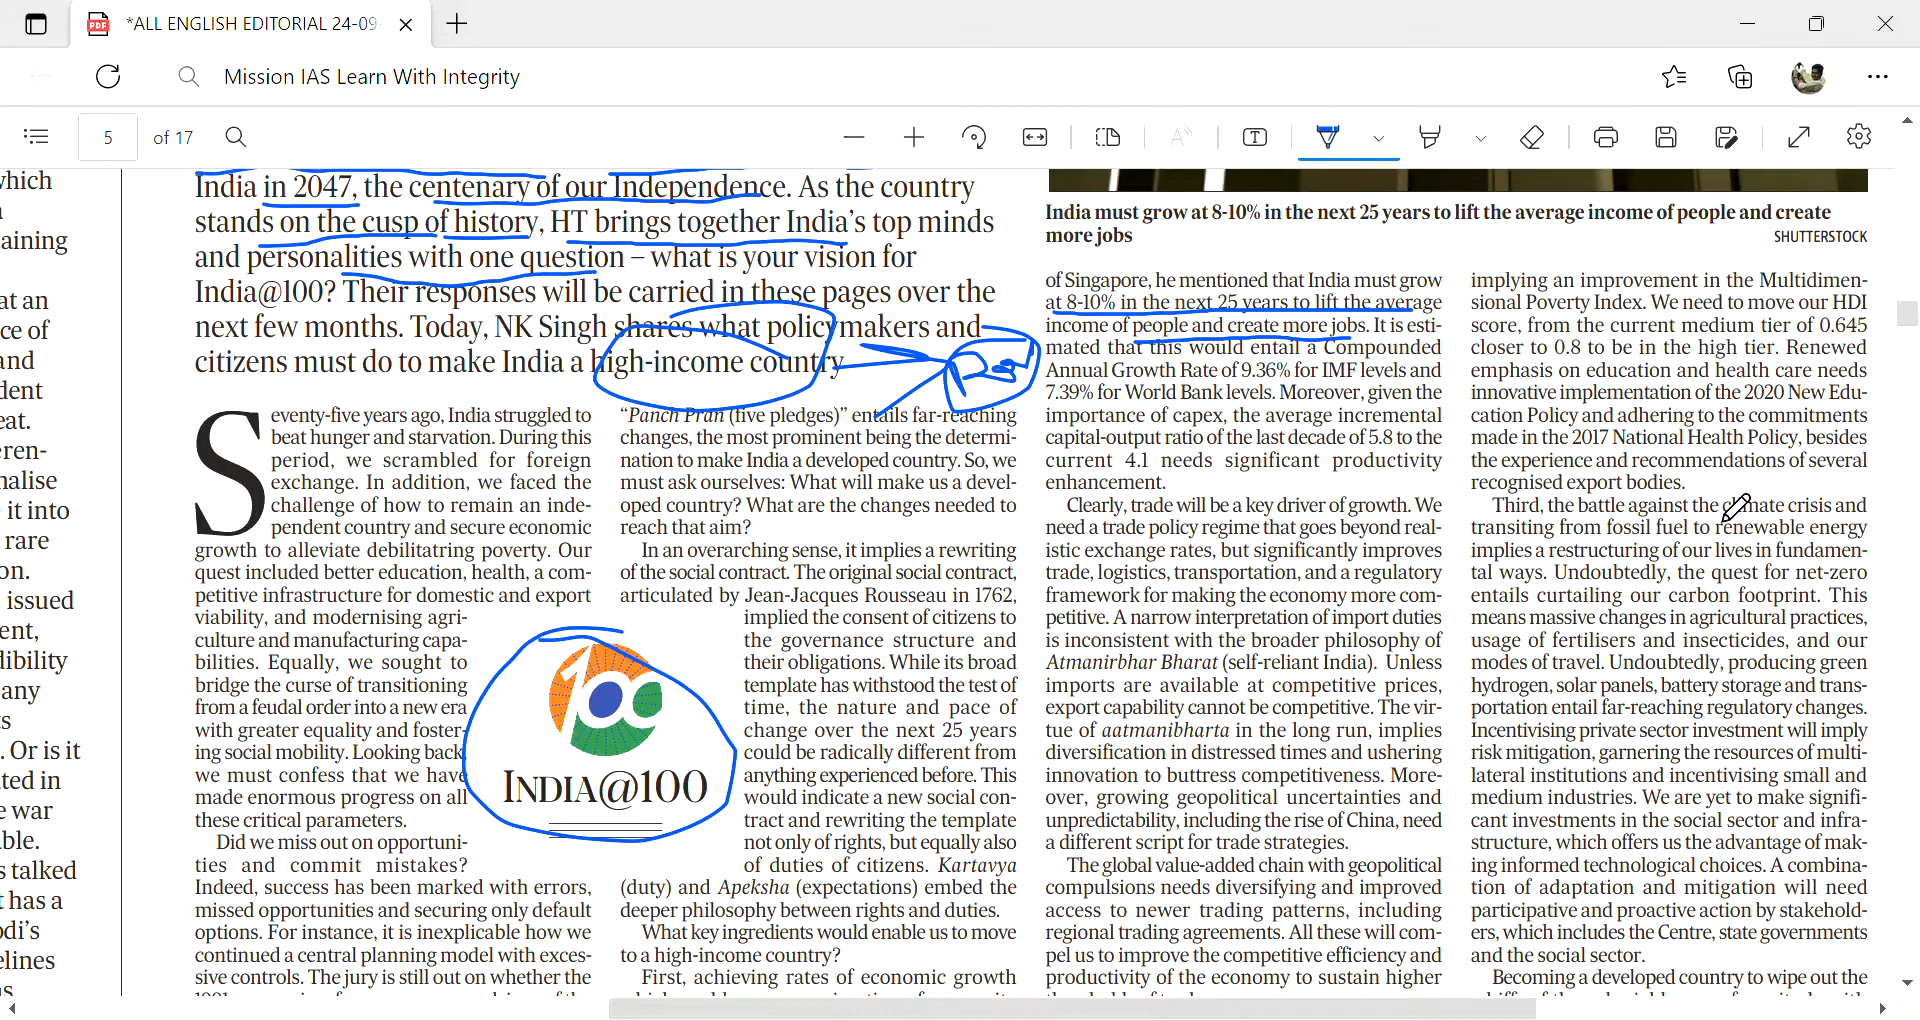 *ALL ENGLISH EDITORIAL 24-09-
Mission IAS Learn With Integrity
5 of 17
which
aining
at an
ce of
and
dent
eat.
eren-
nalise
it into
rare
on.
issued
ent,
dibility
any
. Or is it
ted in
e war
ble.
s talked
t has a
odi's
elines
India in 2047, the centenary of our Independence. As the country
stands on the cusp of history, HT brings together India's top minds
and personalities with one question – what is your vision for
India@100? Their responses will be carried in these pages over the
next few months. Today, NK Singh shares what policymakers and
citizens must do to make India a high-income country
Seventy-five years ago, India struggled to
beat hunger and starvation. During this
period, we scrambled for foreign
exchange. In addition, we faced the
challenge of how to remain an inde-
pendent country and secure economic
growth to alleviate debilitatring poverty. Our
quest included better education, health, a com-
petitive infrastructure for domestic and export
viability, and modernising agri-
culture and manufacturing capa-
bilities. Equally, we sought to
bridge the curse of transitioning
from a feudal order into a new era
with greater equality and foster-
ing social mobility. Looking back,
we must confess that we have
made enormous progress on all
these critical parameters.
Did we miss out on opportuni-
ties and commit mistakes?
Indeed, success has been marked with errors,
missed opportunities and securing only default
options. For instance, it is inexplicable how we
continued a central planning model with exces-
sive controls. The jury is still out on whether the
100
INDIA@100
"Panch Pran (five pledges)" entails far-reaching
changes, the most prominent being the determi-
nation to make India a developed country. So, we
must ask ourselves: What will make us a devel-
oped country? What are the changes needed to
reach that aim?
In an overarching sense, it implies a rewriting
of the social contract. The original social contract,
articulated by Jean-Jacques Rousseau in 1762,
implied the consent of citizens to
the governance structure and
their obligations. While its broad
template has withstood the test of
time, the nature and pace of
change over the next 25 years
could be radically different from
anything experienced before. This
would indicate a new social con-
tract and rewriting the template
not only of rights, but equally also
of duties of citizens. Kartavya
(duty) and Apeksha (expectations) embed the
deeper philosophy between rights and duties.
What key ingredients would enable us to move
to a high-income country?
First, achieving rates of economic growth
India must grow at 8-10% in the next 25 years to lift the average income of people and create
more jobs
SHUTTERSTOCK
of Singapore, he mentioned that India must grow
at 8-10% in the next 25 years to lift the average
income of people and create more jobs. It is esti-
mated that this would entail a Compounded
Annual Growth Rate of 9.36% for IMF levels and
7.39% for World Bank levels. Moreover, given the
importance of capex, the average incremental
capital-output ratio of the last decade of 5.8 to the
current 4.1 needs significant productivity
enhancement.
Clearly, trade will be a key driver of growth. We
need a trade policy regime that goes beyond real-
istic exchange rates, but significantly improves
trade, logistics, transportation, and a regulatory
framework for making the economy more com-
petitive. A narrow interpretation of import duties
is inconsistent with the broader philosophy of
Atmanirbhar Bharat (self-reliant India). Unless
imports are available at competitive prices,
export capability cannot be competitive. The vir-
tue of aatmanibharta in the long run, implies
diversification in distressed times and ushering
innovation to buttress competitiveness. More-
over, growing geopolitical uncertainties and
unpredictability, including the rise of China, need
a different script for trade strategies.
The global value-added chain with geopolitical
compulsions needs diversifying and improved
access to newer trading patterns, including
regional trading agreements. All these will com-
pel us to improve the competitive efficiency and
productivity of the economy to sustain higher
implying an improvement in the Multidimen-
sional Poverty Index. We need to move our HDI
score, from the current medium tier of 0.645
closer to 0.8 to be in the high tier. Renewed
emphasis on education and health care needs
innovative implementation of the 2020 New Edu-
cation Policy and adhering to the commitments
made in the 2017 National Health Policy, besides
the experience and recommendations of several
recognised export bodies.
Third, the battle against the climate crisis and
transiting from fossil fuel to renewable energy
implies a restructuring of our lives in fundamen-
tal ways. Undoubtedly, the quest for net-zero
entails curtailing our carbon footprint. This
means massive changes in agricultural practices,
usage of fertilisers and insecticides, and our
modes of travel. Undoubtedly, producing green
hydrogen, solar panels, battery storage and trans-
portation entail far-reaching regulatory changes.
Incentivising private sector investment will imply
risk mitigation, garnering the resources of multi-
lateral institutions and incentivising small and
medium industries. We are yet to make signifi-
cant investments in the social sector and infra-
structure, which offers us the advantage of mak-
ing informed technological choices. A combina-
tion of adaptation and mitigation will need
participative and proactive action by stakehold-
ers, which includes the Centre, state governments
and the social sector.
Becoming a developed country to wipe out the